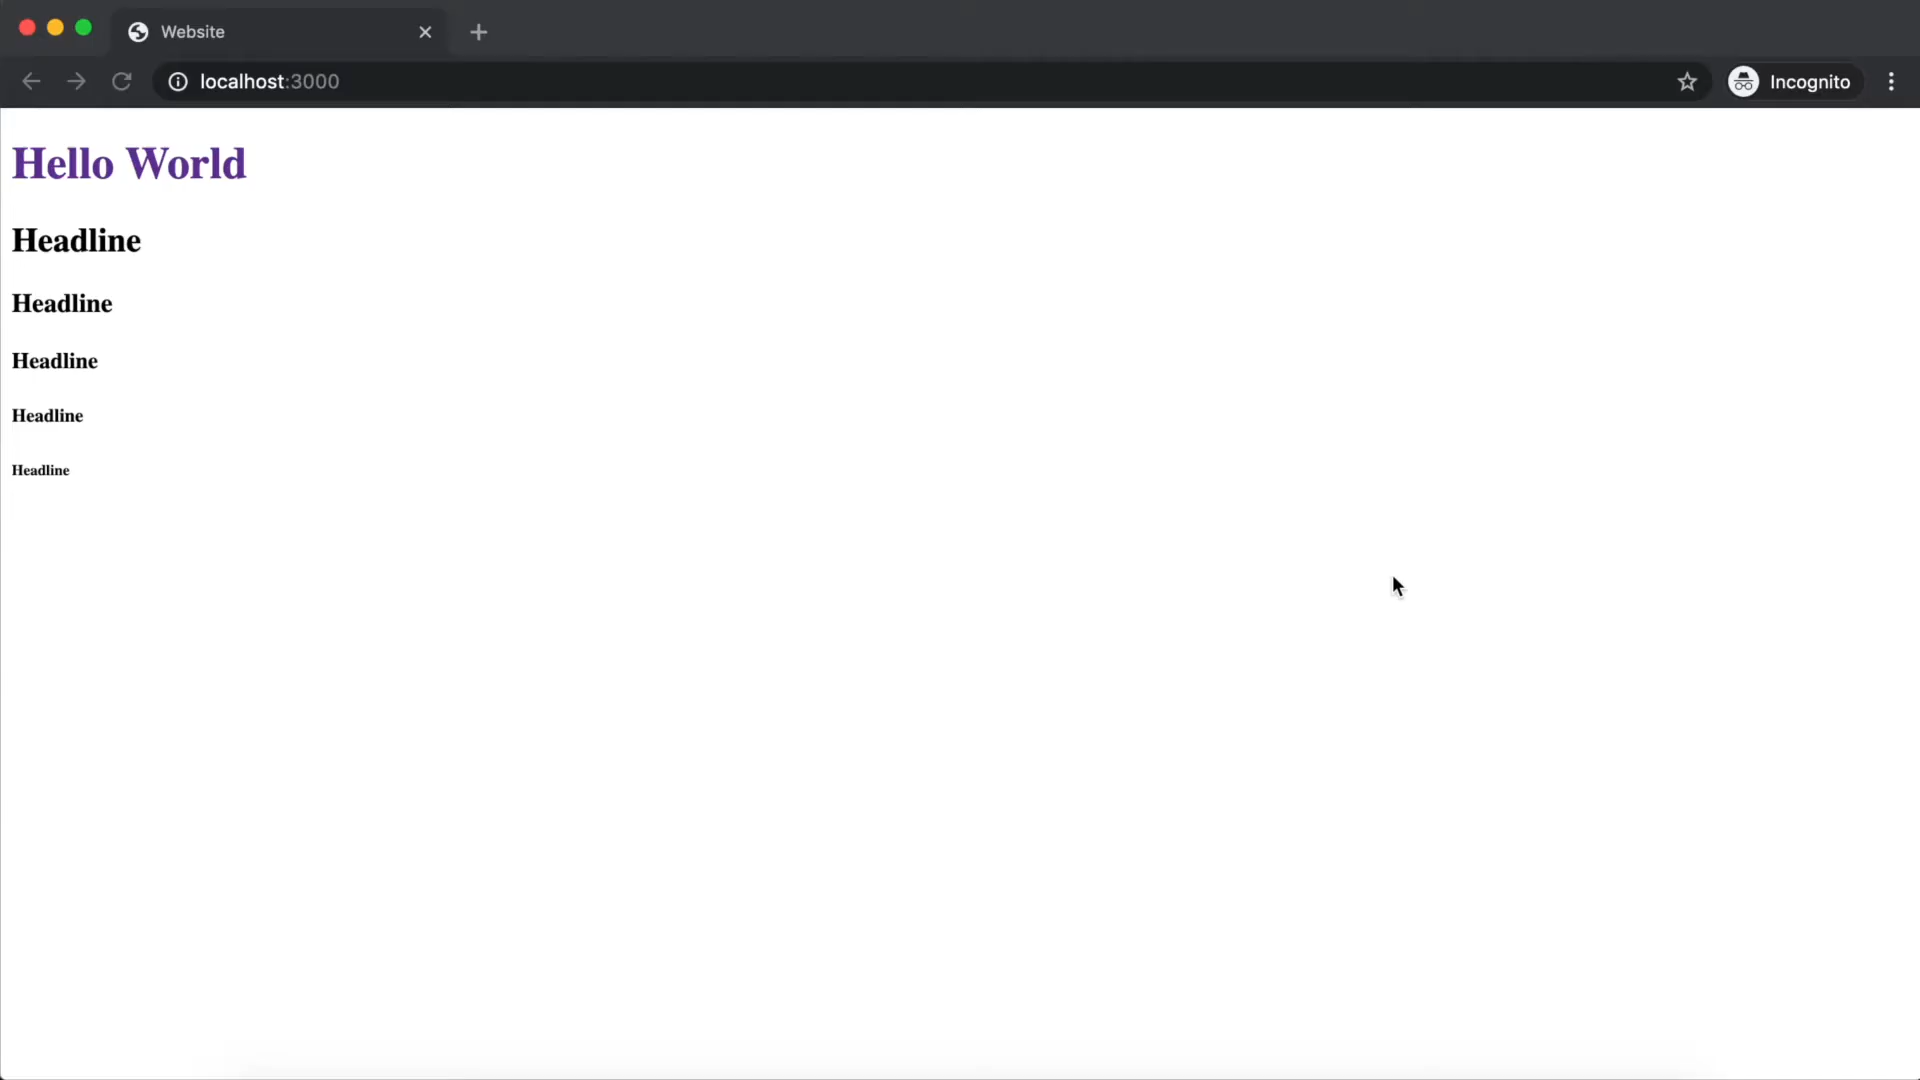 Website
localhost:3000
Incognito
Hello World
Headline
Headline
Headline
Headline
Headline